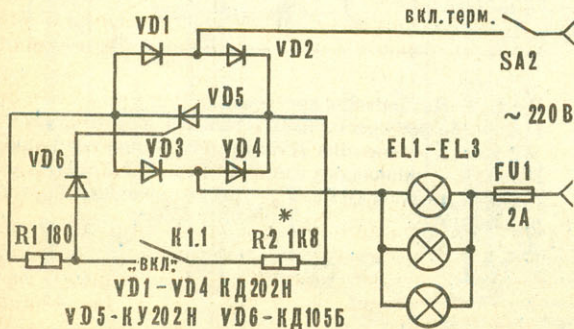 вкл.терм.
VD1
VD2
SA2
VD5
~ 220 В
VD6
VD3
VD4
EL1-EL3
FU1
2А
R1 180
K1.1
*
R2 1К8
„ВКЛ.”
VD1-VD4 КД202Н
VD5-КУ202Н VD6-КД105Б